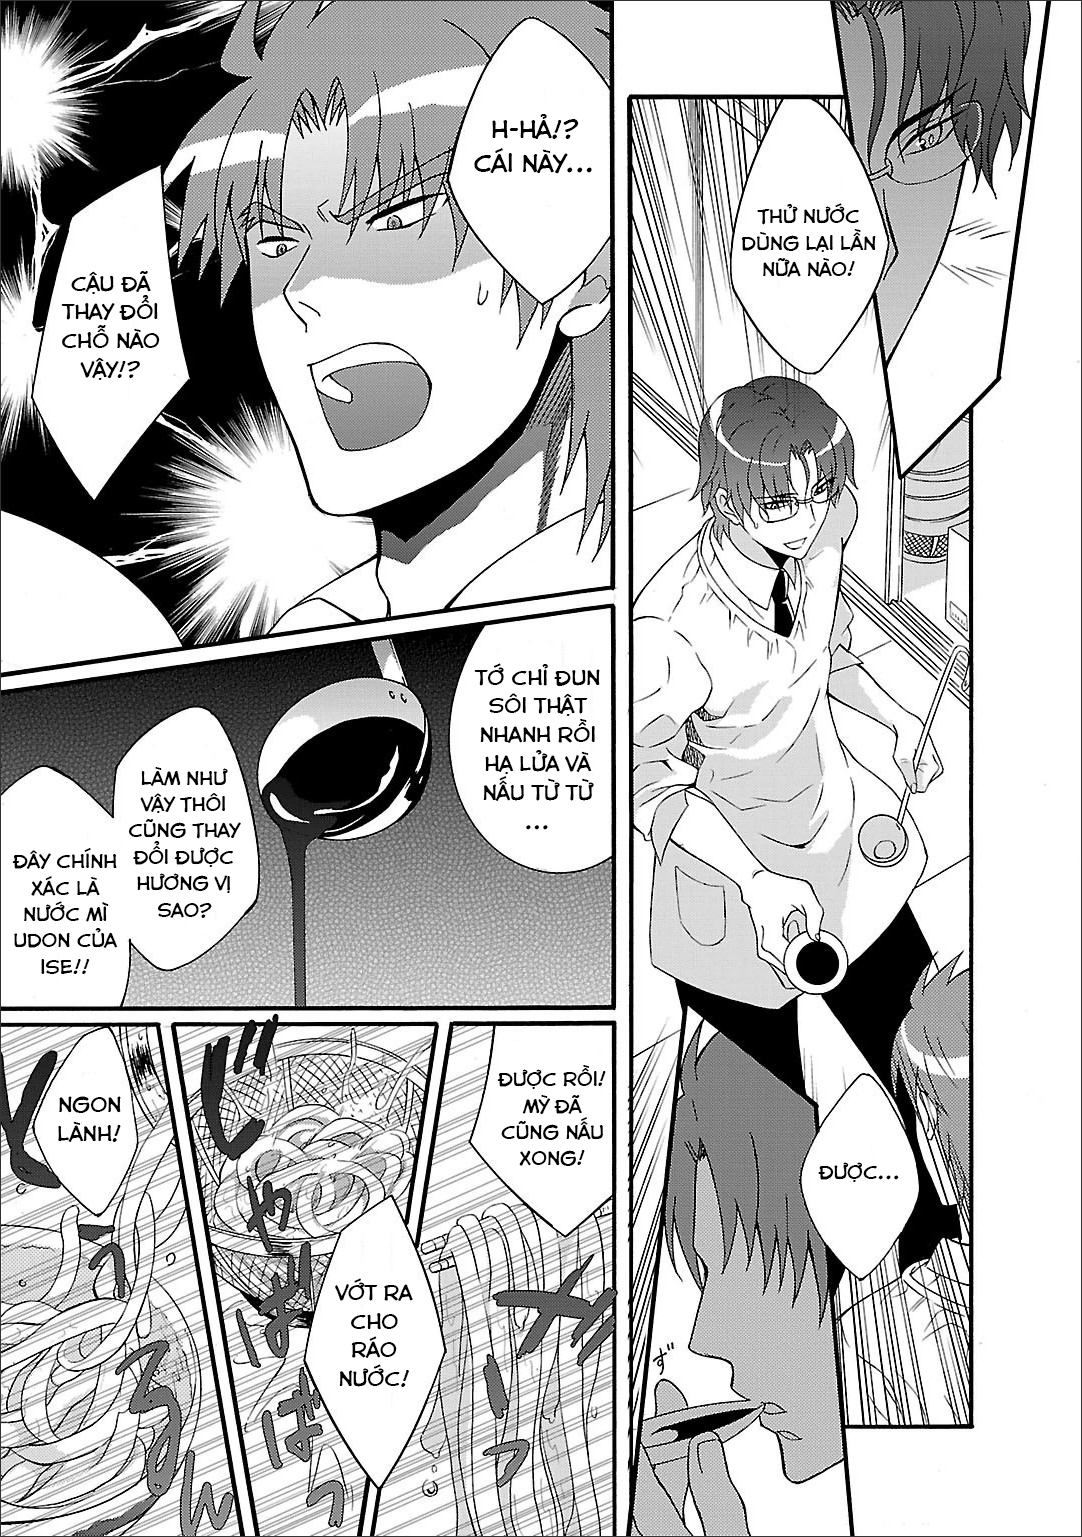 THỬ NƯỚC
DÙNG LẠI LẦN
NỮA NÀO!
ĐƯỢC...
ず
H-HẢ!?
CÁI NÀY...
CẬU ĐÃ
THAY ĐỔI
CHỖ NÀO
VẬY!?
TỚ CHỈ ĐUN
SÔI THẬT
NHANH RỒI
HẠ LỬA VÀ
NẤU TỪ TỪ
...
LÀM NHƯ
VẬY THÔI
CŨNG THAY
ĐỔI ĐƯỢC
HƯƠNG VỊ
SAO?
ĐÂY CHÍNH
XÁC LÀ
NƯỚC MÌ
UDON CỦA
ISE!!
ĐƯỢC RỒI!
MỲ ĐÃ
CŨNG NẤU
XONG!
VỚT RA
CHO
RÁO
NƯỚC!
NGON
LÀNH!